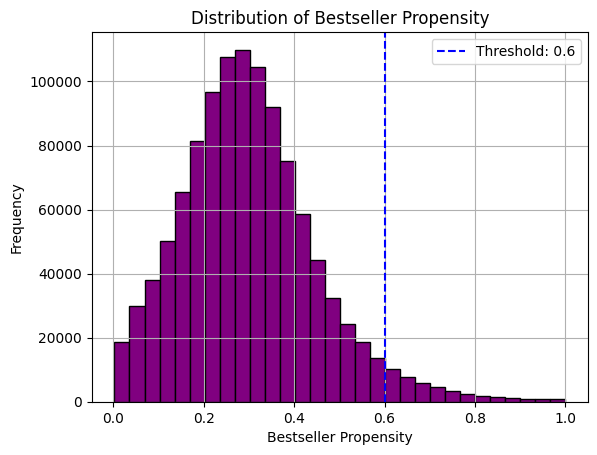 Distribution of Bestseller Propensity
Threshold: 0.6
Frequency
100000
80000
60000
40000
20000
0
0.0 0.2 0.4 0.6 0.8 1.0
Bestseller Propensity